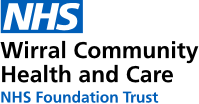 NHS
Wirral Community
Health and Care
NHS Foundation Trust